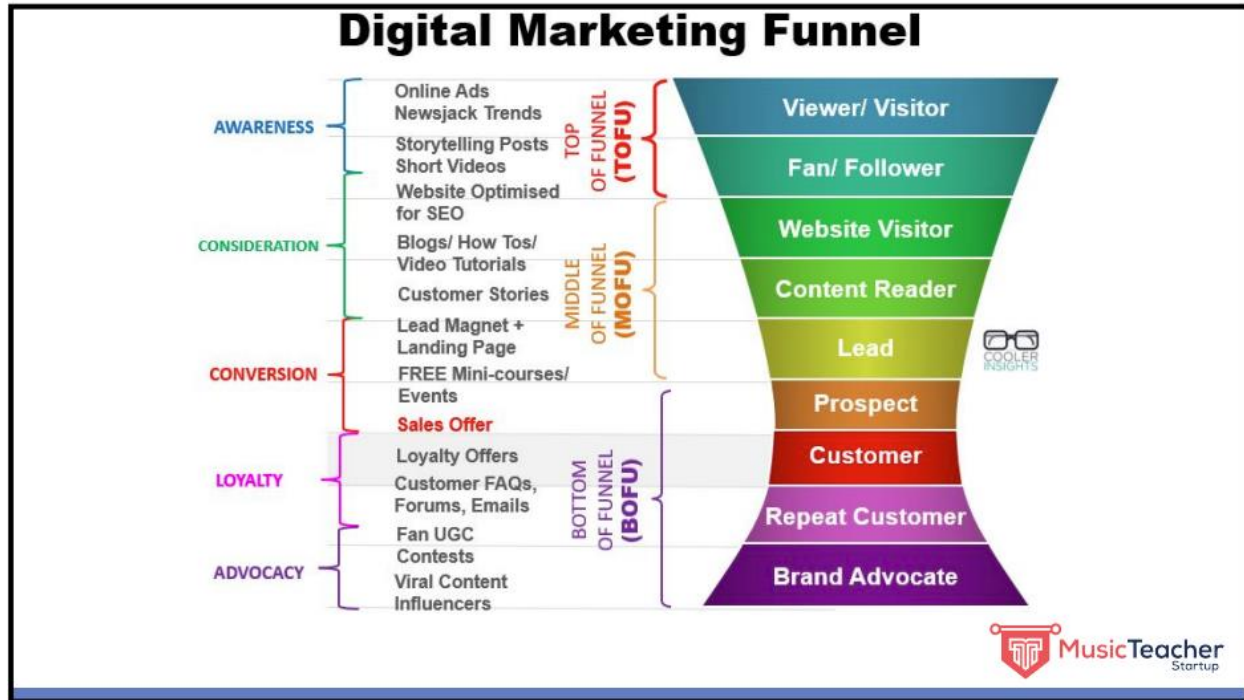 Digital Marketing Funnel
AWARENESS
Online Ads
Newsjack Trends
Storytelling Posts
Short Videos
CONSIDERATION
Website Optimised
for SEO
Blogs/ How Tos/
Video Tutorials
Customer Stories
CONVERSION
Lead Magnet +
Landing Page
FREE Mini-courses/
Events
Sales Offer
LOYALTY
Loyalty Offers
Customer FAQs,
Forums, Emails
ADVOCACY
Fan UGC
Contests
Viral Content
Influencers
TOP
OF FUNNEL
(TOFU)
MIDDLE
OF FUNNEL
(MOFU)
BOTTOM
OF FUNNEL
(BOFU)
Viewer/ Visitor
Fan/ Follower
Website Visitor
Content Reader
Lead
Prospect
Customer
Repeat Customer
Brand Advocate
COOLER
INSIGHTS
MusicTeacher
Startup